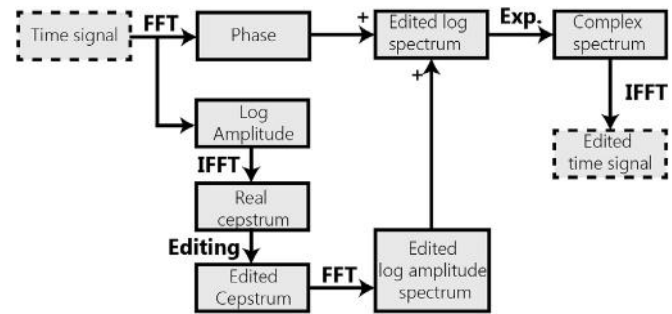 Time signal
FFT
Phase
+
Edited log
spectrum
Exp.
Complex
spectrum
+
IFFT
Log
Amplitude
Edited
time signal
IFFT
Real
cepstrum
Editing
Edited
Cepstrum
FFT
Edited
log amplitude
spectrum